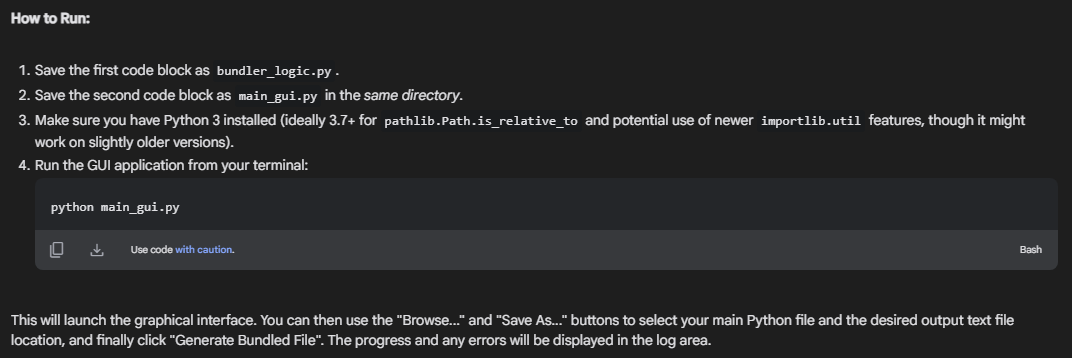 How to Run:
1. Save the first code block as bundler_logic.py.
2. Save the second code block as main_gui.py in the same directory.
3. Make sure you have Python 3 installed (ideally 3.7+ for pathlib.Path.is_relative_to and potential use of newer importlib.util features, though it might
work on slightly older versions).
4. Run the GUI application from your terminal:
python main_gui.py
Use code with caution. Bash
This will launch the graphical interface. You can then use the "Browse..." and "Save As..." buttons to select your main Python file and the desired output text file
location, and finally click "Generate Bundled File". The progress and any errors will be displayed in the log area.